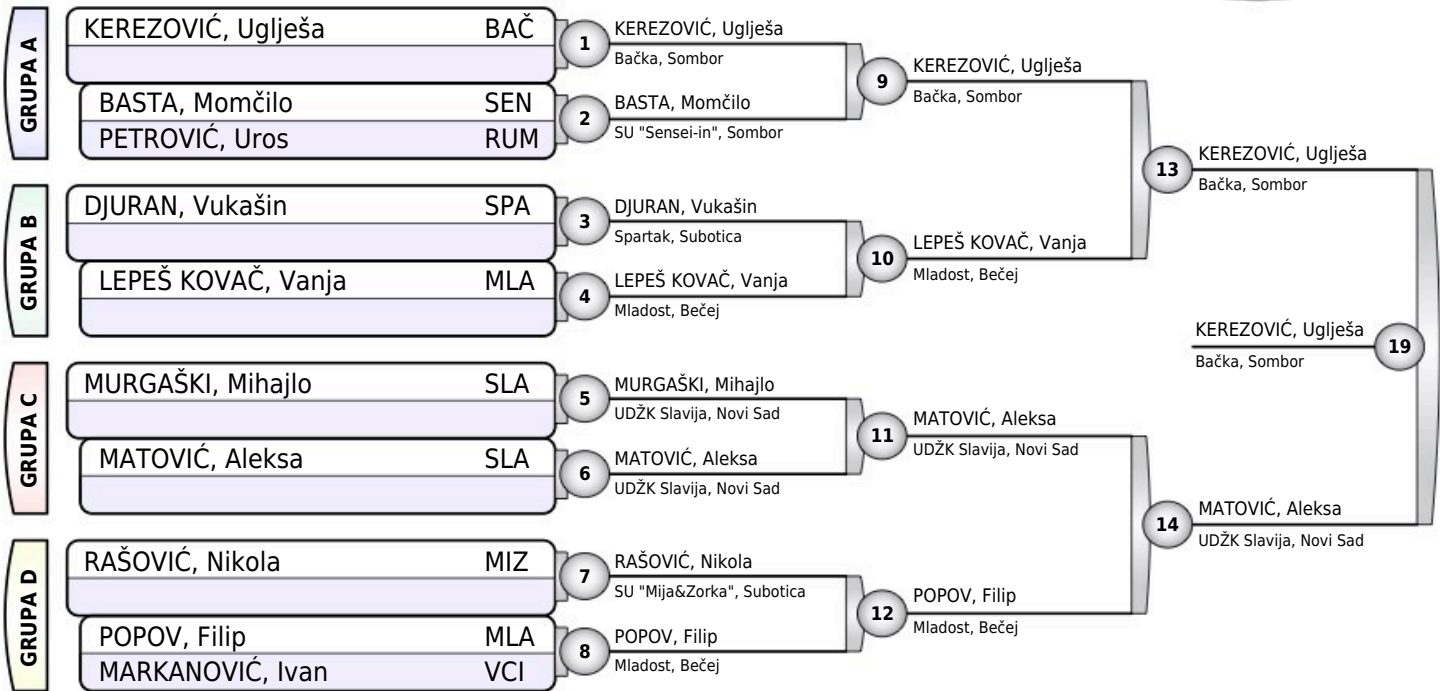 GRUPA A
KEREZOVIĆ, Uglješa BAČ
BASTA, Momčilo SEN
PETROVIĆ, Uros RUM
1
KEREZOVIĆ, Uglješa
Bačka, Sombor
2
BASTA, Momčilo
SU "Sensei-in", Sombor
9
KEREZOVIĆ, Uglješa
Bačka, Sombor
GRUPA B
DJURAN, Vukašin SPA
LEPEŠ KOVAČ, Vanja MLA
3
DJURAN, Vukašin
Spartak, Subotica
4
LEPEŠ KOVAČ, Vanja
Mladost, Bečej
10
LEPEŠ KOVAČ, Vanja
Mladost, Bečej
13
KEREZOVIĆ, Uglješa
Bačka, Sombor
GRUPA C
MURGAŠKI, Mihajlo SLA
MATOVIĆ, Aleksa SLA
5
MURGAŠKI, Mihajlo
UDŽK Slavija, Novi Sad
6
MATOVIĆ, Aleksa
UDŽK Slavija, Novi Sad
11
MATOVIĆ, Aleksa
UDŽK Slavija, Novi Sad
GRUPA D
RAŠOVIĆ, Nikola MIZ
POPOV, Filip MLA
MARKANOVIĆ, Ivan VCI
7
RAŠOVIĆ, Nikola
SU "Mija&Zorka", Subotica
8
POPOV, Filip
Mladost, Bečej
12
POPOV, Filip
Mladost, Bečej
14
MATOVIĆ, Aleksa
UDŽK Slavija, Novi Sad
KEREZOVIĆ, Uglješa
Bačka, Sombor
19